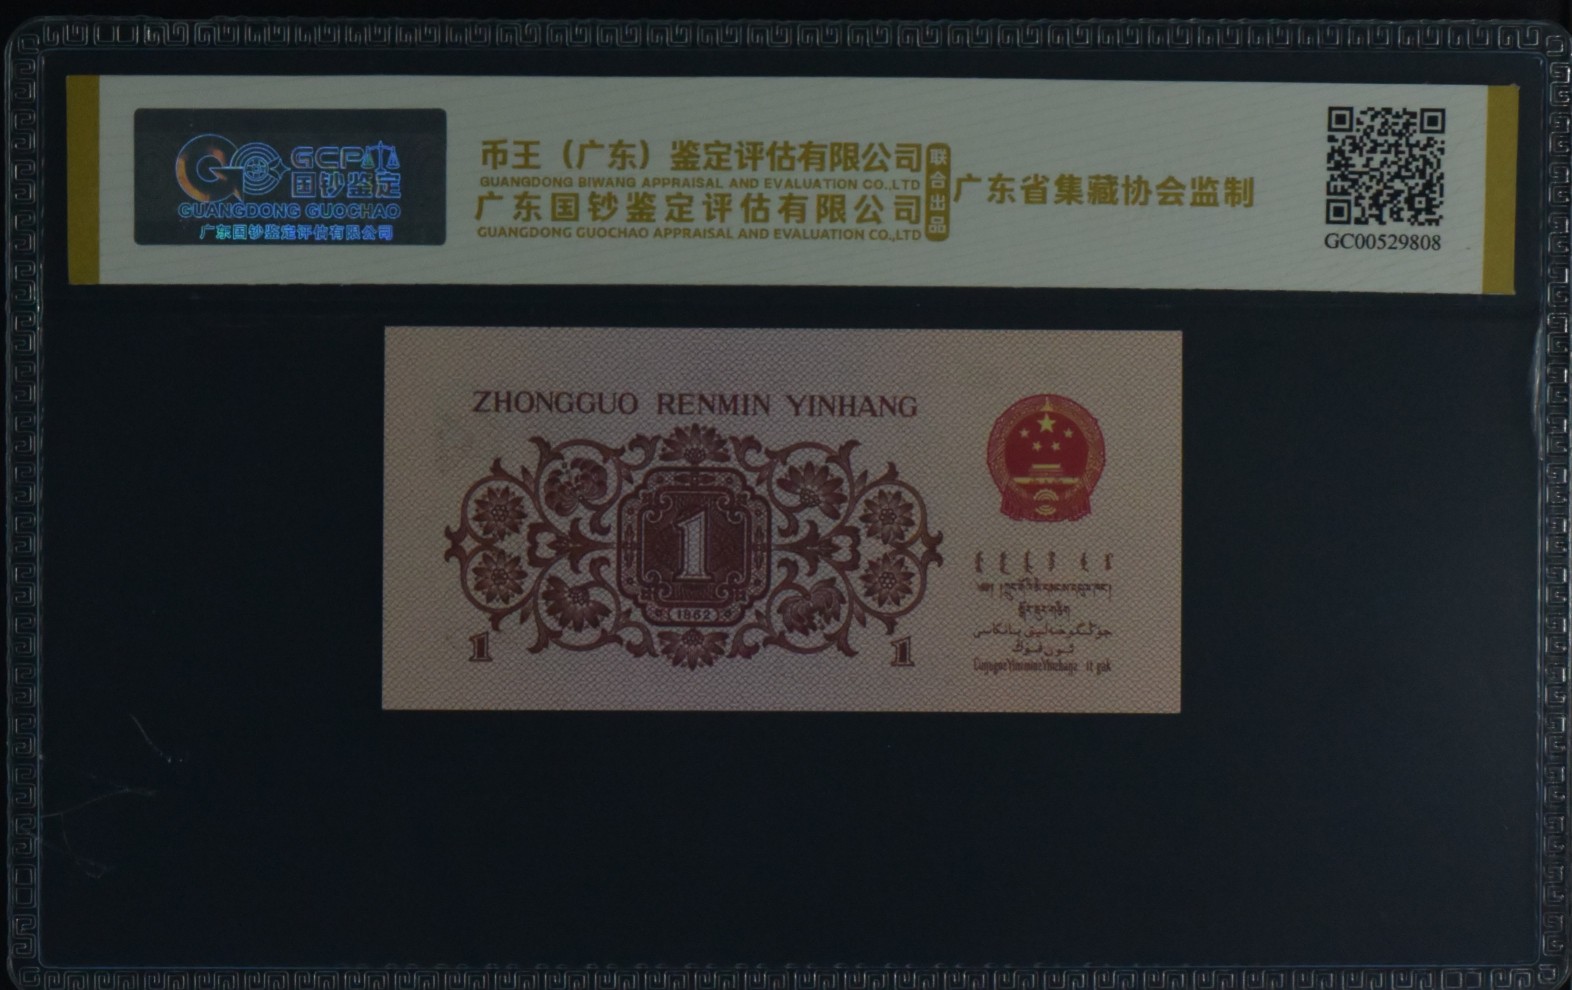 GCP
国钞鉴定
GUANGDONG GUOCHAO
广东国钞鉴定评估有限公司
币王（广东）鉴定评估有限公司
GUANGDONG BIWANG APPRAISAL AND EVALUATION CO.,LTD
广东国钞鉴定评估有限公司
GUANGDONG GUOCHAO APPRAISAL AND EVALUATION CO.,LTD
联合出品
广东省集藏协会监制
GC00529808
ZHONGGUO RENMIN YINHANG
1
1962
1
1